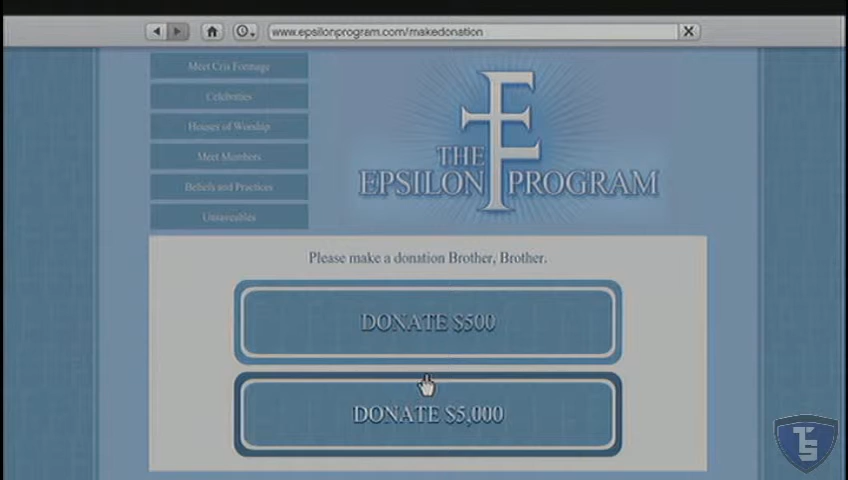 www.epsilonprogram.com/makedonation
Meet Cris Formage
Celebrities
Houses of Worship
Meet Members
Beliefs and Practices
Unsaveables
THE
EPSILON PROGRAM
Please make a donation Brother, Brother.
DONATE $500
DONATE $5,000
TS